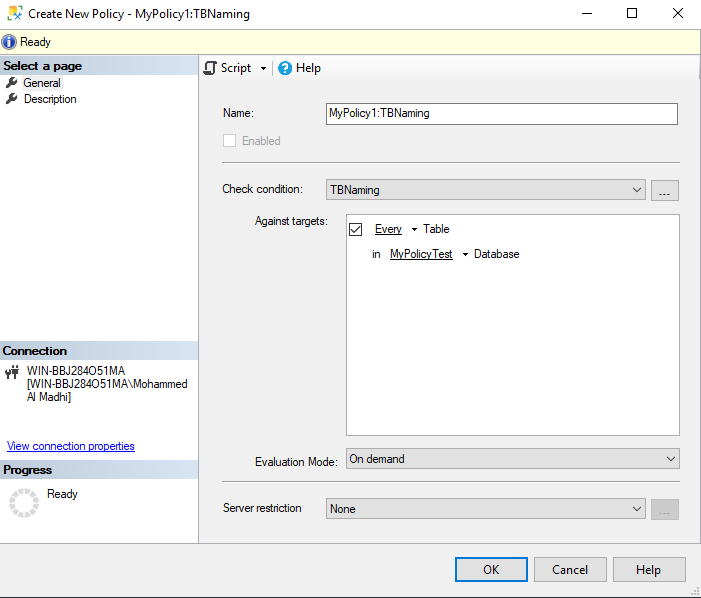 Create New Policy - MyPolicy1:TBNaming
Ready
Select a page
General
Description
Script
Help
Name:
MyPolicy1:TBNaming
Enabled
Check condition:
TBNaming
...
Against targets:
Every Table
in MyPolicyTest Database
Evaluation Mode:
On demand
Server restriction
None
...
Connection
WIN-BBJ284O51MA
[WIN-BBJ284O51MA\Mohammed
Al Madhi]
View connection properties
Progress
Ready
OK
Cancel
Help